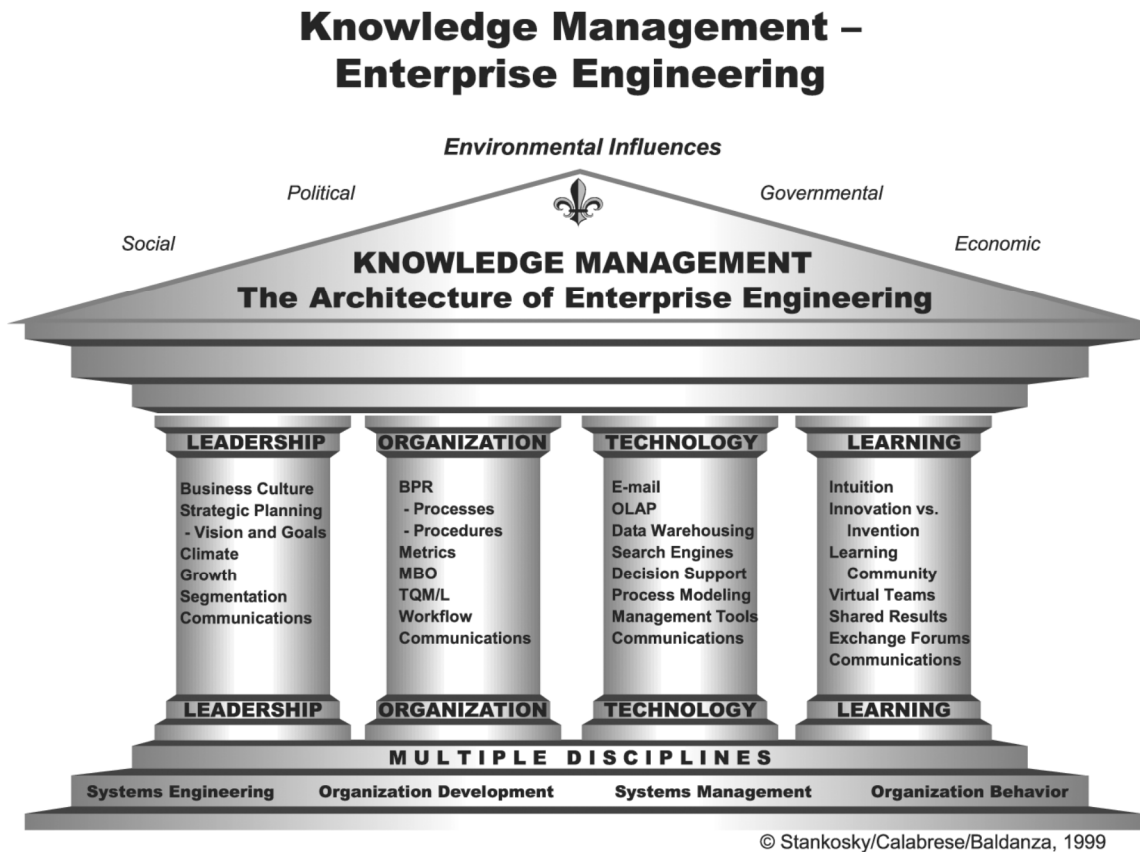 Knowledge Management –
Enterprise Engineering
Environmental Influences
Political
Governmental
Social
Economic
KNOWLEDGE MANAGEMENT
The Architecture of Enterprise Engineering
LEADERSHIP
Business Culture
Strategic Planning
- Vision and Goals
Climate
Growth
Segmentation
Communications
LEADERSHIP
ORGANIZATION
BPR
- Processes
- Procedures
Metrics
MBO
TQM/L
Workflow
Communications
ORGANIZATION
TECHNOLOGY
E-mail
OLAP
Data Warehousing
Search Engines
Decision Support
Process Modeling
Management Tools
Communications
TECHNOLOGY
LEARNING
Intuition
Innovation vs.
Invention
Learning
Community
Virtual Teams
Shared Results
Exchange Forums
Communications
LEARNING
MULTIPLE DISCIPLINES
Systems Engineering
Organization Development
Systems Management
Organization Behavior
© Stankosky/Calabrese/Baldanza, 1999